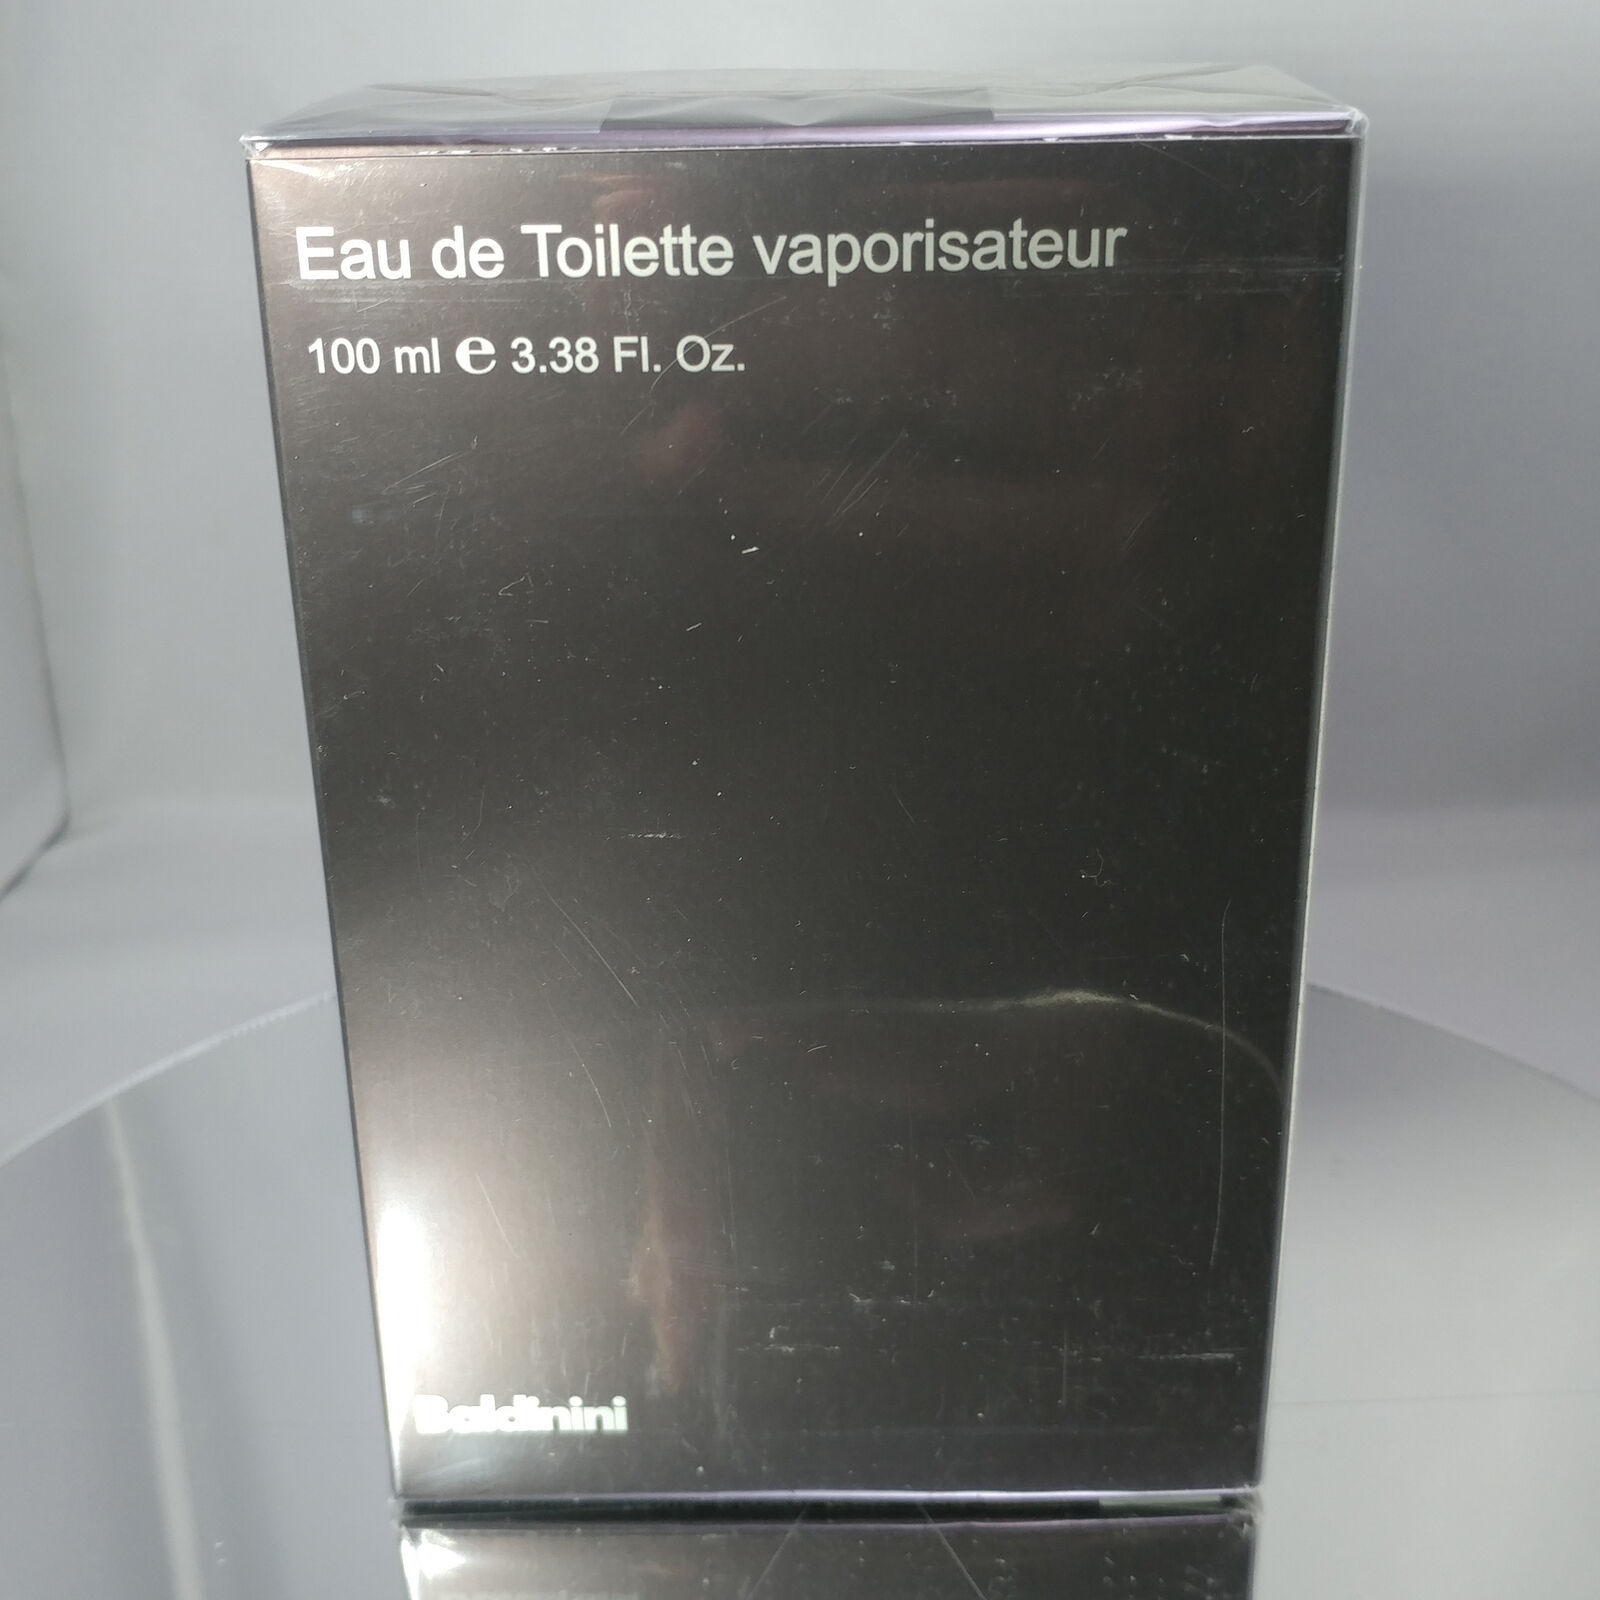 Eau de Toilette vaporisateur
100 ml e 3.38 Fl. Oz.
Baldinini